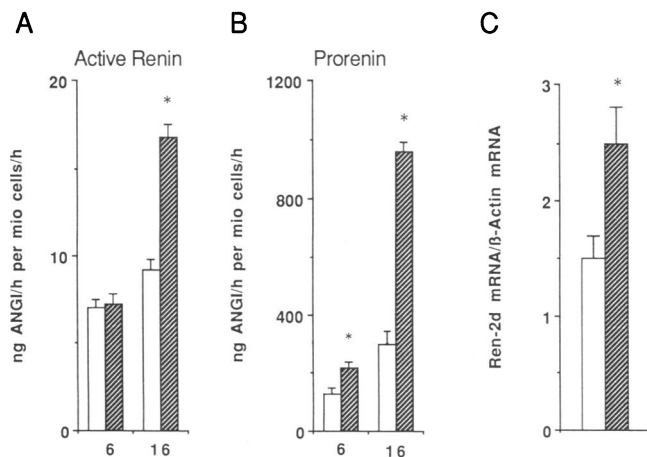 A
B
C
Active Renin
Prorenin
20
10
0
ng ANGI/h per mio cells/h
*
6
16
1200
800
400
0
ng ANGI/h per mio cells/h
*
*
6
16
3
2
1
0
Ren-2d mRNA/ß-Actin mRNA
*